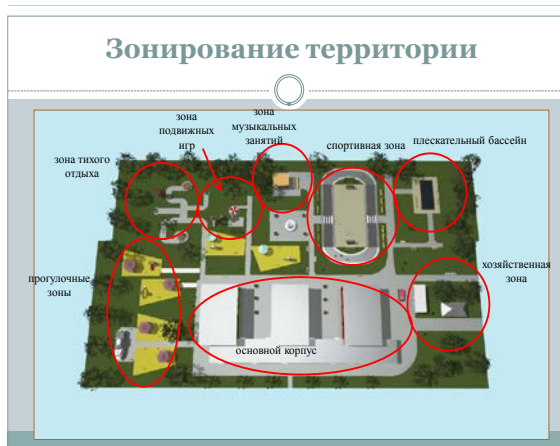 Зонирование территории
зона
подвижных
игр
зона
музыкальных
занятий
спортивная зона
плескательный бассейн
зона тихого
отдыха
прогулочные
зоны
хозяйственная
зона
основной корпус